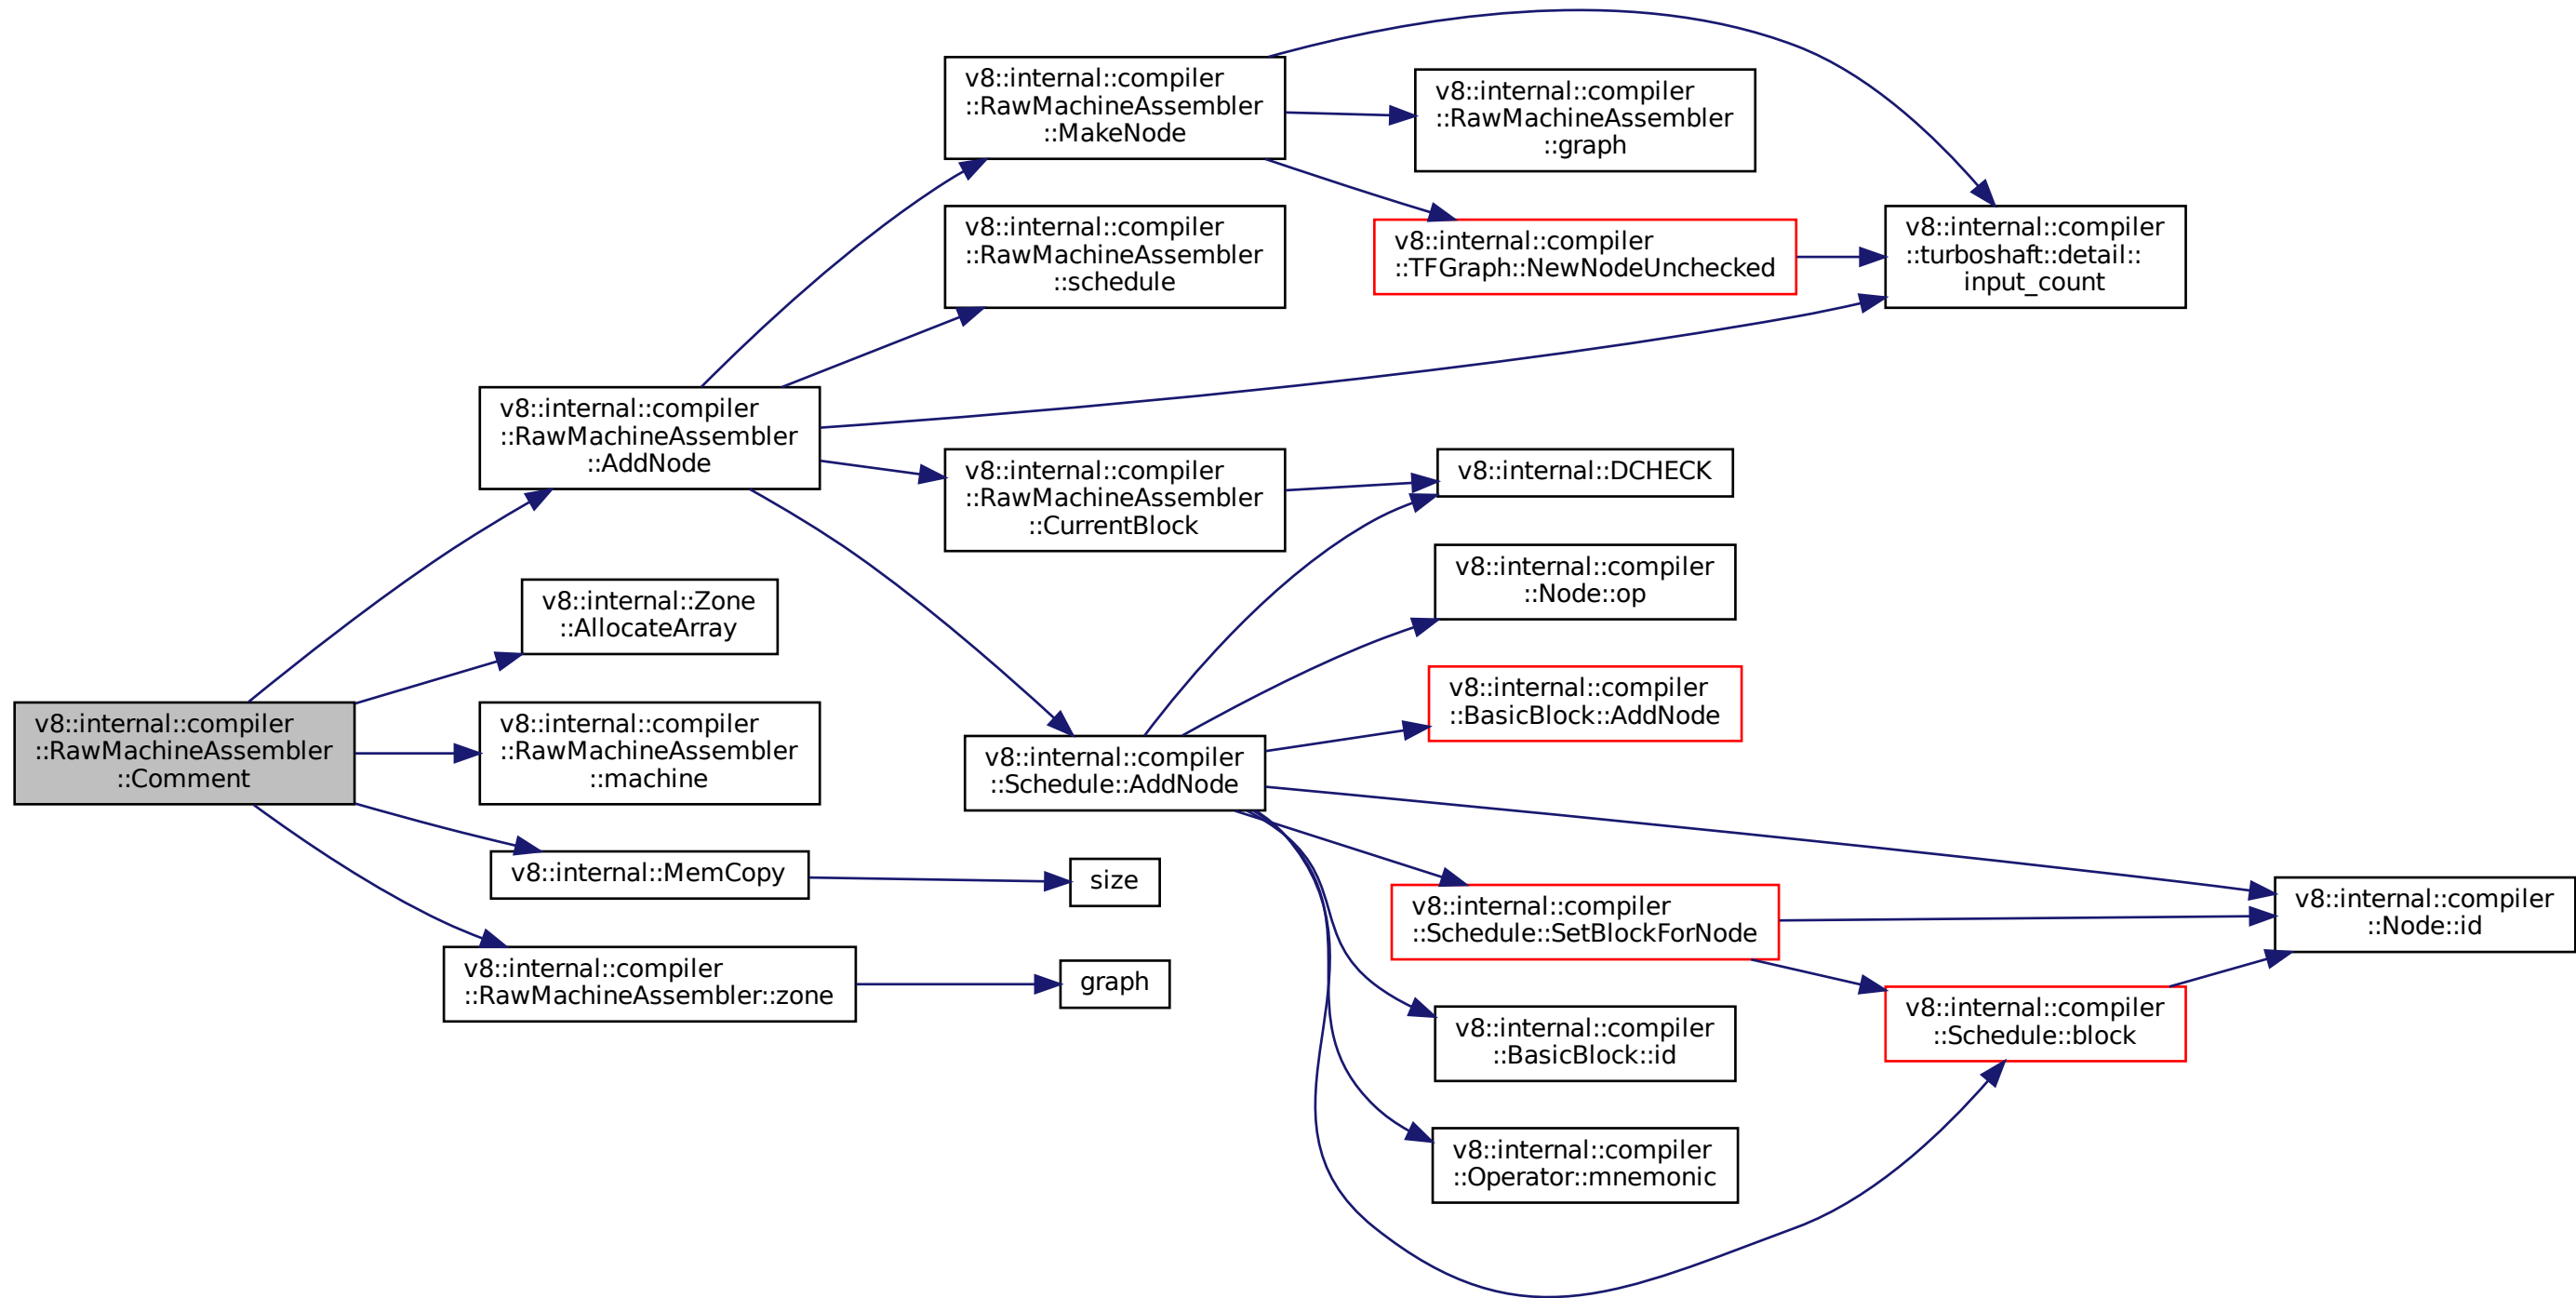 v8::internal::compiler
::RawMachineAssembler
::Comment
v8::internal::compiler
::RawMachineAssembler
::AddNode
v8::internal::Zone
::AllocateArray
v8::internal::compiler
::RawMachineAssembler
::machine
v8::internal::MemCopy
v8::internal::compiler
::RawMachineAssembler::zone
v8::internal::compiler
::RawMachineAssembler
::MakeNode
v8::internal::compiler
::RawMachineAssembler
::schedule
v8::internal::compiler
::RawMachineAssembler
::CurrentBlock
v8::internal::compiler
::Schedule::AddNode
size
graph
v8::internal::compiler
::RawMachineAssembler
::graph
v8::internal::compiler
::TFGraph::NewNodeUnchecked
v8::internal::DCHECK
v8::internal::compiler
::Node::op
v8::internal::compiler
::BasicBlock::AddNode
v8::internal::compiler
::Schedule::SetBlockForNode
v8::internal::compiler
::BasicBlock::id
v8::internal::compiler
::Operator::mnemonic
v8::internal::compiler
::turboshaft::detail::
input_count
v8::internal::compiler
::Schedule::block
v8::internal::compiler
::Node::id